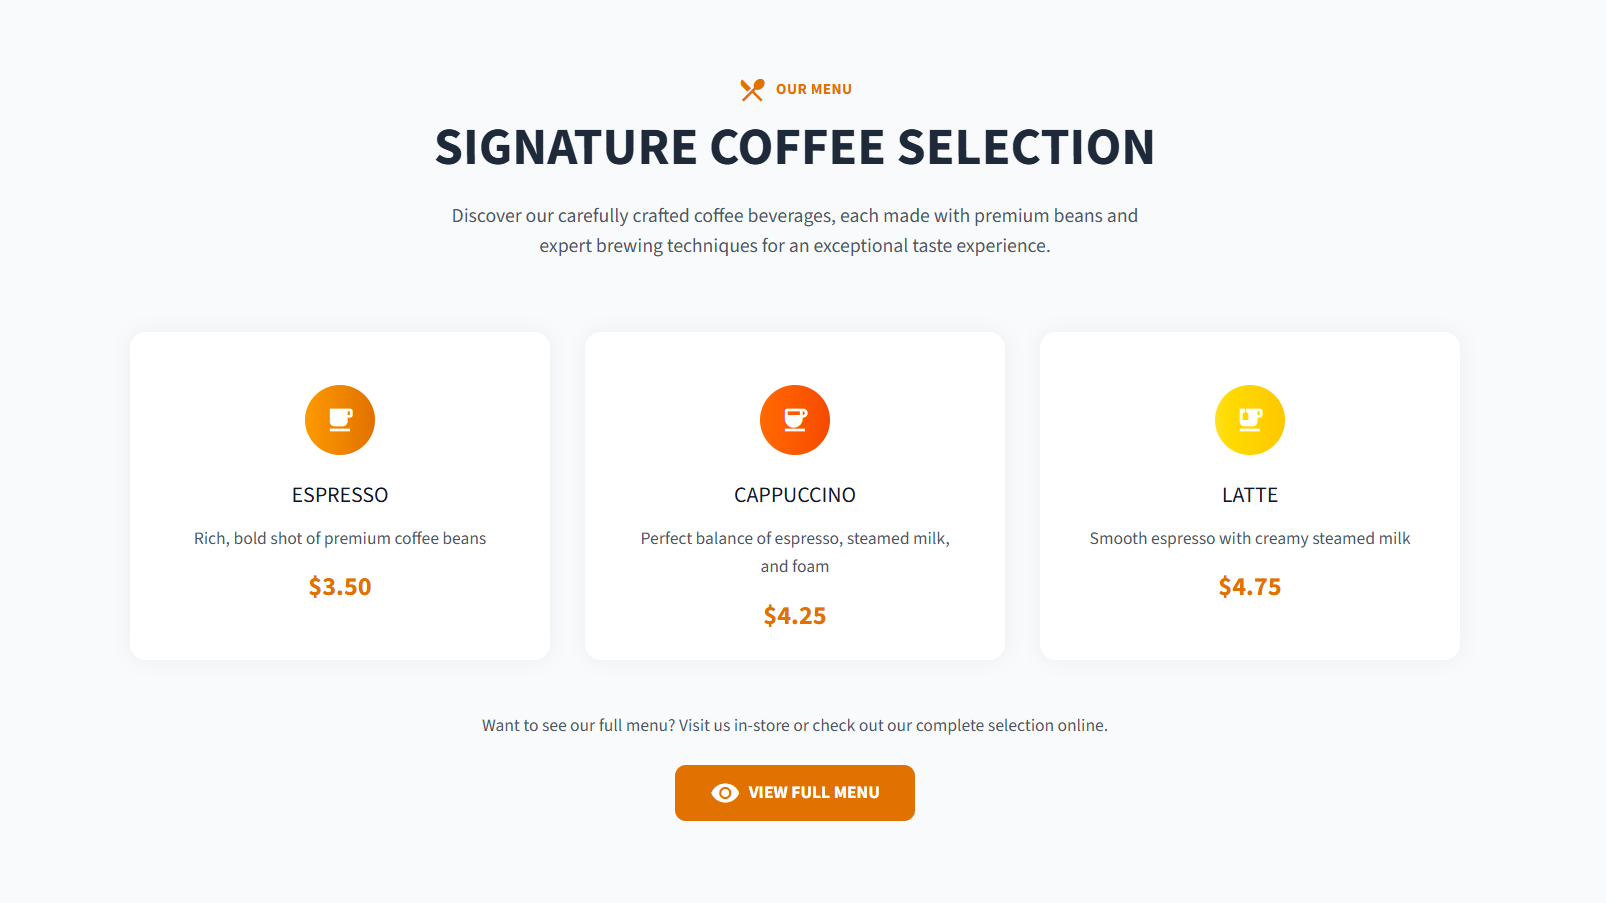 OUR MENU
SIGNATURE COFFEE SELECTION
Discover our carefully crafted coffee beverages, each made with premium beans and
expert brewing techniques for an exceptional taste experience.
ESPRESSO
Rich, bold shot of premium coffee beans
$3.50
CAPPUCCINO
Perfect balance of espresso, steamed milk,
and foam
$4.25
LATTE
Smooth espresso with creamy steamed milk
$4.75
Want to see our full menu? Visit us in-store or check out our complete selection online.
VIEW FULL MENU